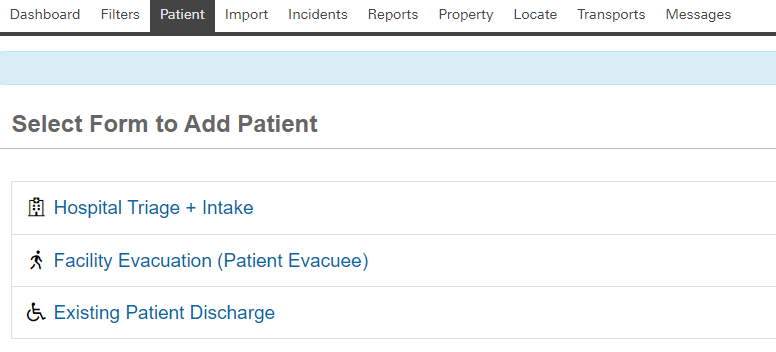 Dashboard Filters Patient Import Incidents Reports Property Locate Transports Messages
Select Form to Add Patient
Hospital Triage + Intake
Facility Evacuation (Patient Evacuee)
Existing Patient Discharge